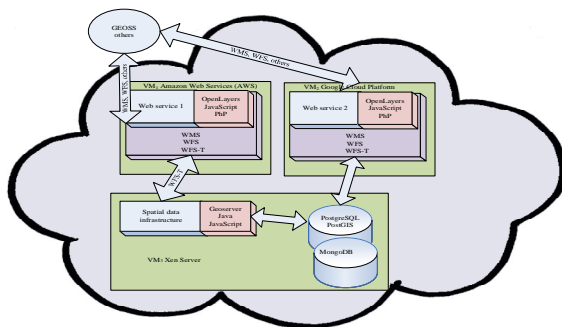 GEOSS
others
WMS, WFS, others
WMS, WFS, others
VM1 Amazon Web Services (AWS)
Web service 1
OpenLayers
JavaScript
PhP
WMS
WFS
WFS-T
VM2 Google Cloud Platform
Web service 2
OpenLayers
JavaScript
PhP
WMS
WFS
WFS-T
WFS-T
Spatial data
infrastructure
Geoserver
Java
JavaScript
PostgreSQL
PostGIS
MongoDB
VM3 Xen Server